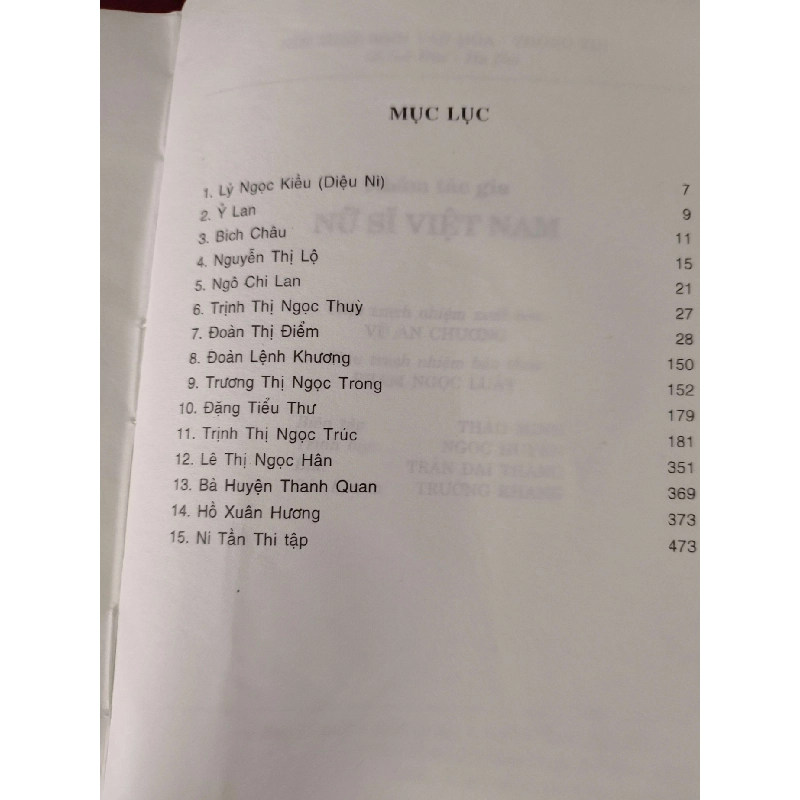 MỤC LỤC
1. Lý Ngọc Kiều (Diệu Ni) 7
2. Ỷ Lan 9
3. Bích Châu 11
4. Nguyễn Thị Lộ 15
5. Ngô Chi Lan 21
6. Trịnh Thị Ngọc Thuỳ 27
7. Đoàn Thị Điểm 28
8. Đoàn Lệnh Khương 150
9. Trương Thị Ngọc Trong 152
10. Đặng Tiểu Thư 179
11. Trịnh Thị Ngọc Trúc 181
12. Lê Thị Ngọc Hân 351
13. Bà Huyện Thanh Quan 369
14. Hồ Xuân Hương 373
15. Ni Tần Thi tập 473
NỮ SĨ VIỆT NAM